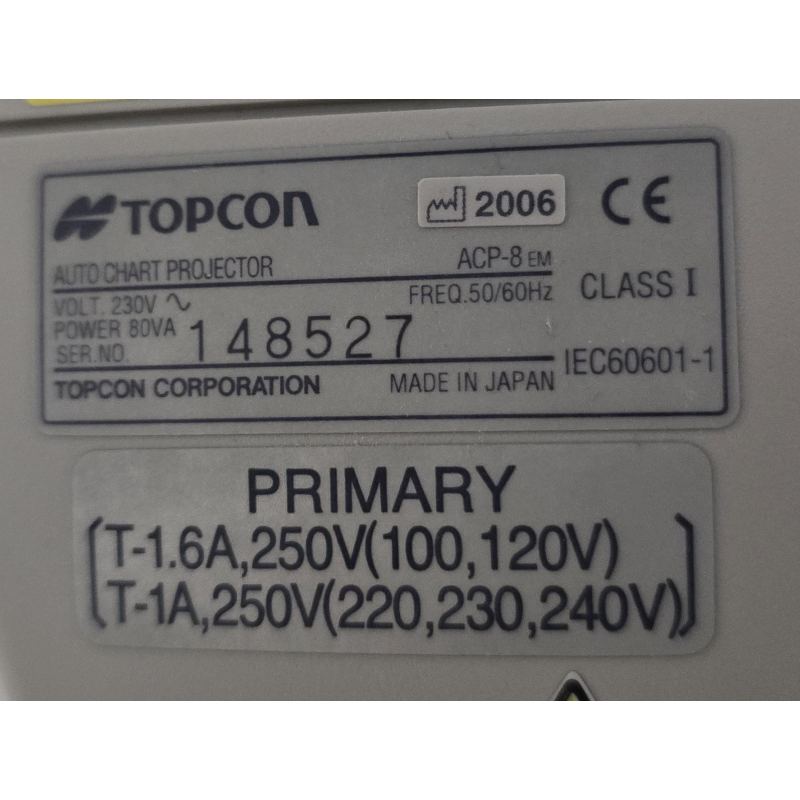 TOPCON 2006 CE
AUTO CHART PROJECTOR ACP-8 EM
VOLT. 230V ~ FREQ.50/60Hz CLASS I
POWER 80VA
SER.NO. 148527
IEC60601-1
TOPCON CORPORATION MADE IN JAPAN
PRIMARY
[T-1.6A,250V(100,120V)
T-1A,250V(220,230,240V)]